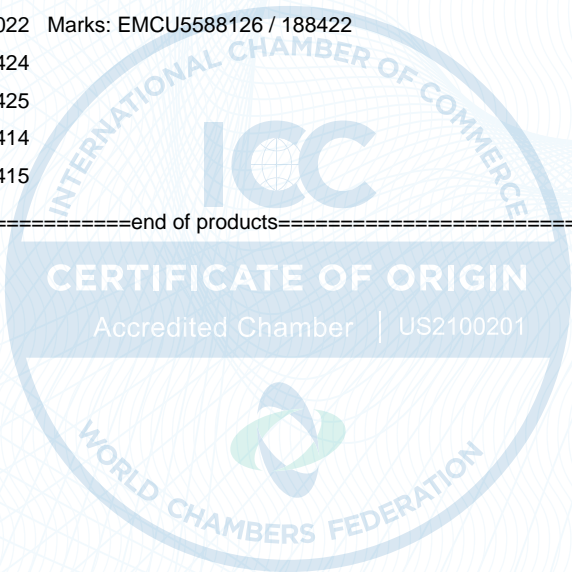 022   Marks: EMCU5588126 / 188422
424
425
414
415
===========end of products=========================
INTERNATIONAL CHAMBER OF COMMERCE
ICC
CERTIFICATE OF ORIGIN
Accredited Chamber | US2100201
WORLD CHAMBERS FEDERATION